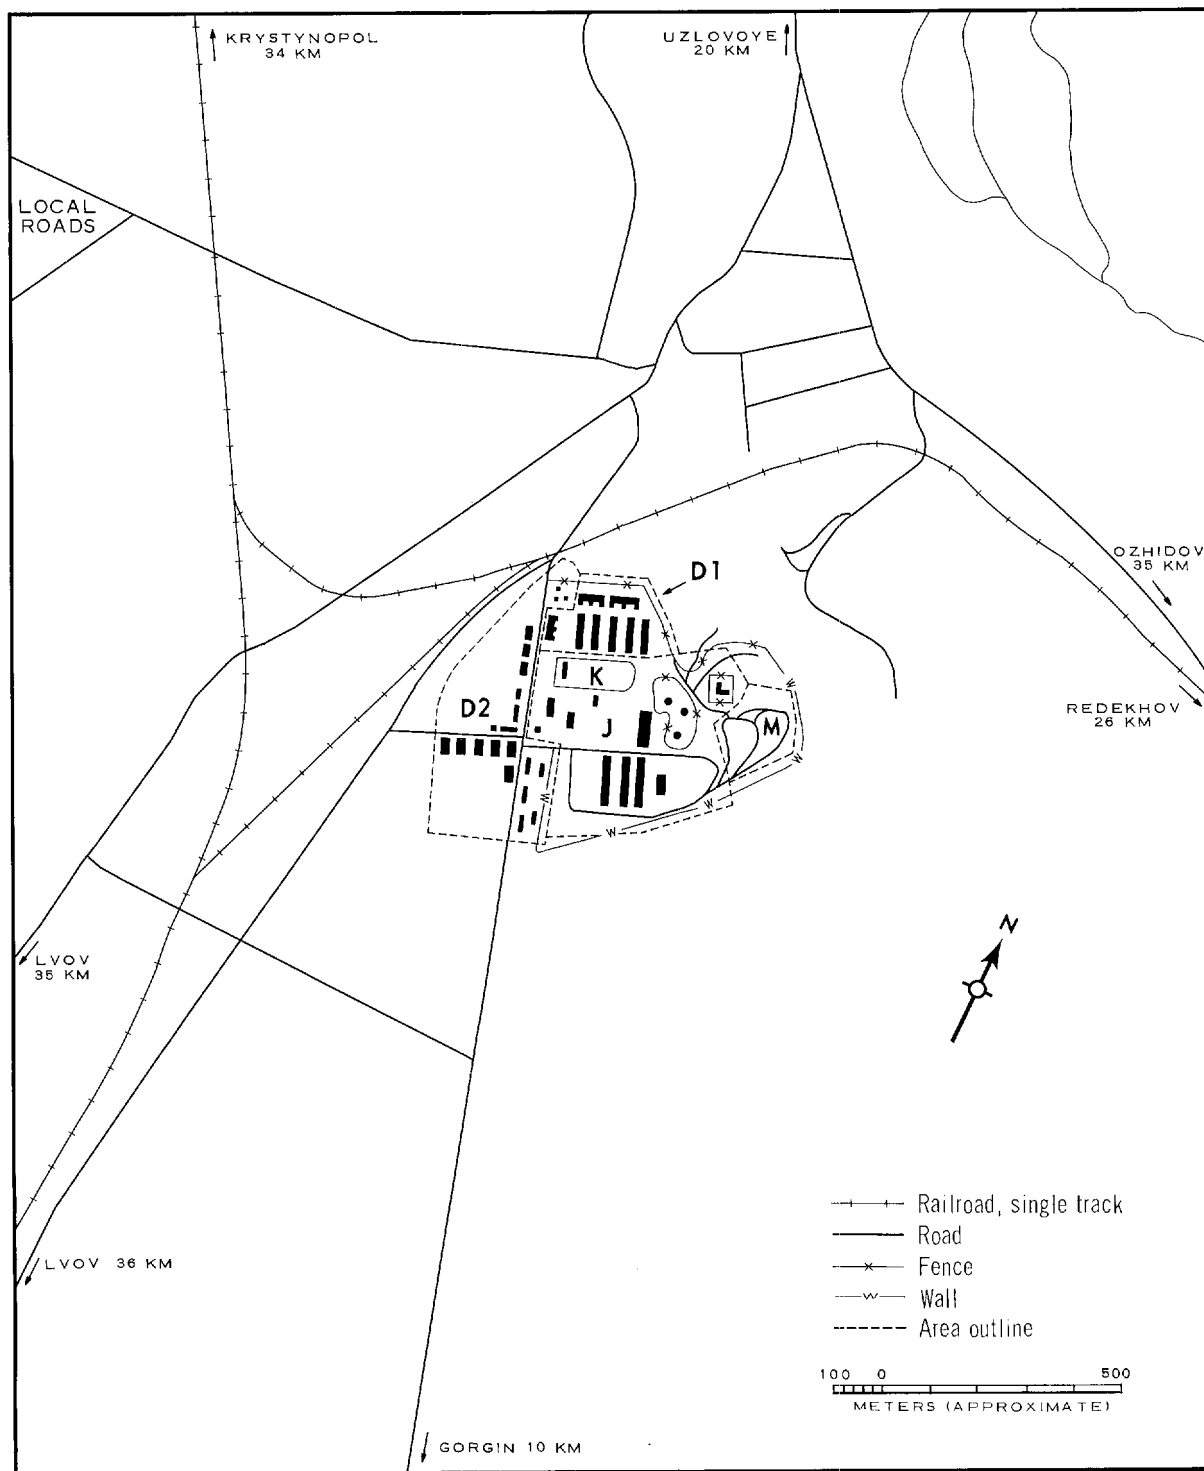 KRYSTYNOPOL
34 KM
UZLOVOYE
20 KM
LOCAL
ROADS
OZHIDOV
35 KM
D1
K
D2
J
M
REDEKHOV
26 KM
N
LVOV
35 KM
LVOV 36 KM
Railroad, single track
Road
Fence
Wall
Area outline
100 0 500
METERS (APPROXIMATE)
GORGIN 10 KM